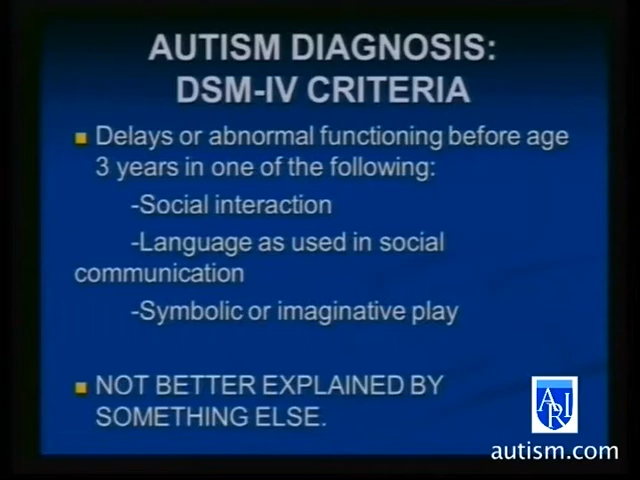 AUTISM DIAGNOSIS:
DSM-IV CRITERIA
Delays or abnormal functioning before age
3 years in one of the following:
-Social interaction
-Language as used in social
communication
-Symbolic or imaginative play
NOT BETTER EXPLAINED BY
SOMETHING ELSE.
ARI
autism.com